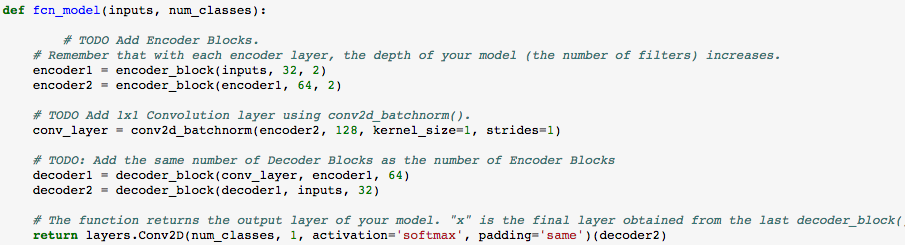 def fcn_model(inputs, num_classes):
# TODO Add Encoder Blocks.
# Remember that with each encoder layer, the depth of your model (the number of filters) increases.
encoder1 = encoder_block(inputs, 32, 2)
encoder2 = encoder_block(encoder1, 64, 2)
# TODO Add 1x1 Convolution layer using conv2d_batchnorm().
conv_layer = conv2d_batchnorm(encoder2, 128, kernel_size=1, strides=1)
# TODO: Add the same number of Decoder Blocks as the number of Encoder Blocks
decoder1 = decoder_block(conv_layer, encoder1, 64)
decoder2 = decoder_block(decoder1, inputs, 32)
# The function returns the output layer of your model. "x" is the final layer obtained from the last decoder_block(
return layers.Conv2D(num_classes, 1, activation='softmax', padding='same')(decoder2)